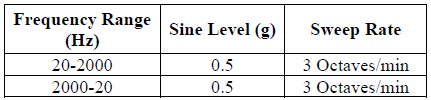 Frequency Range (Hz) Sine Level (g) Sweep Rate
20-2000 0.5 3 Octaves/min
2000-20 0.5 3 Octaves/min